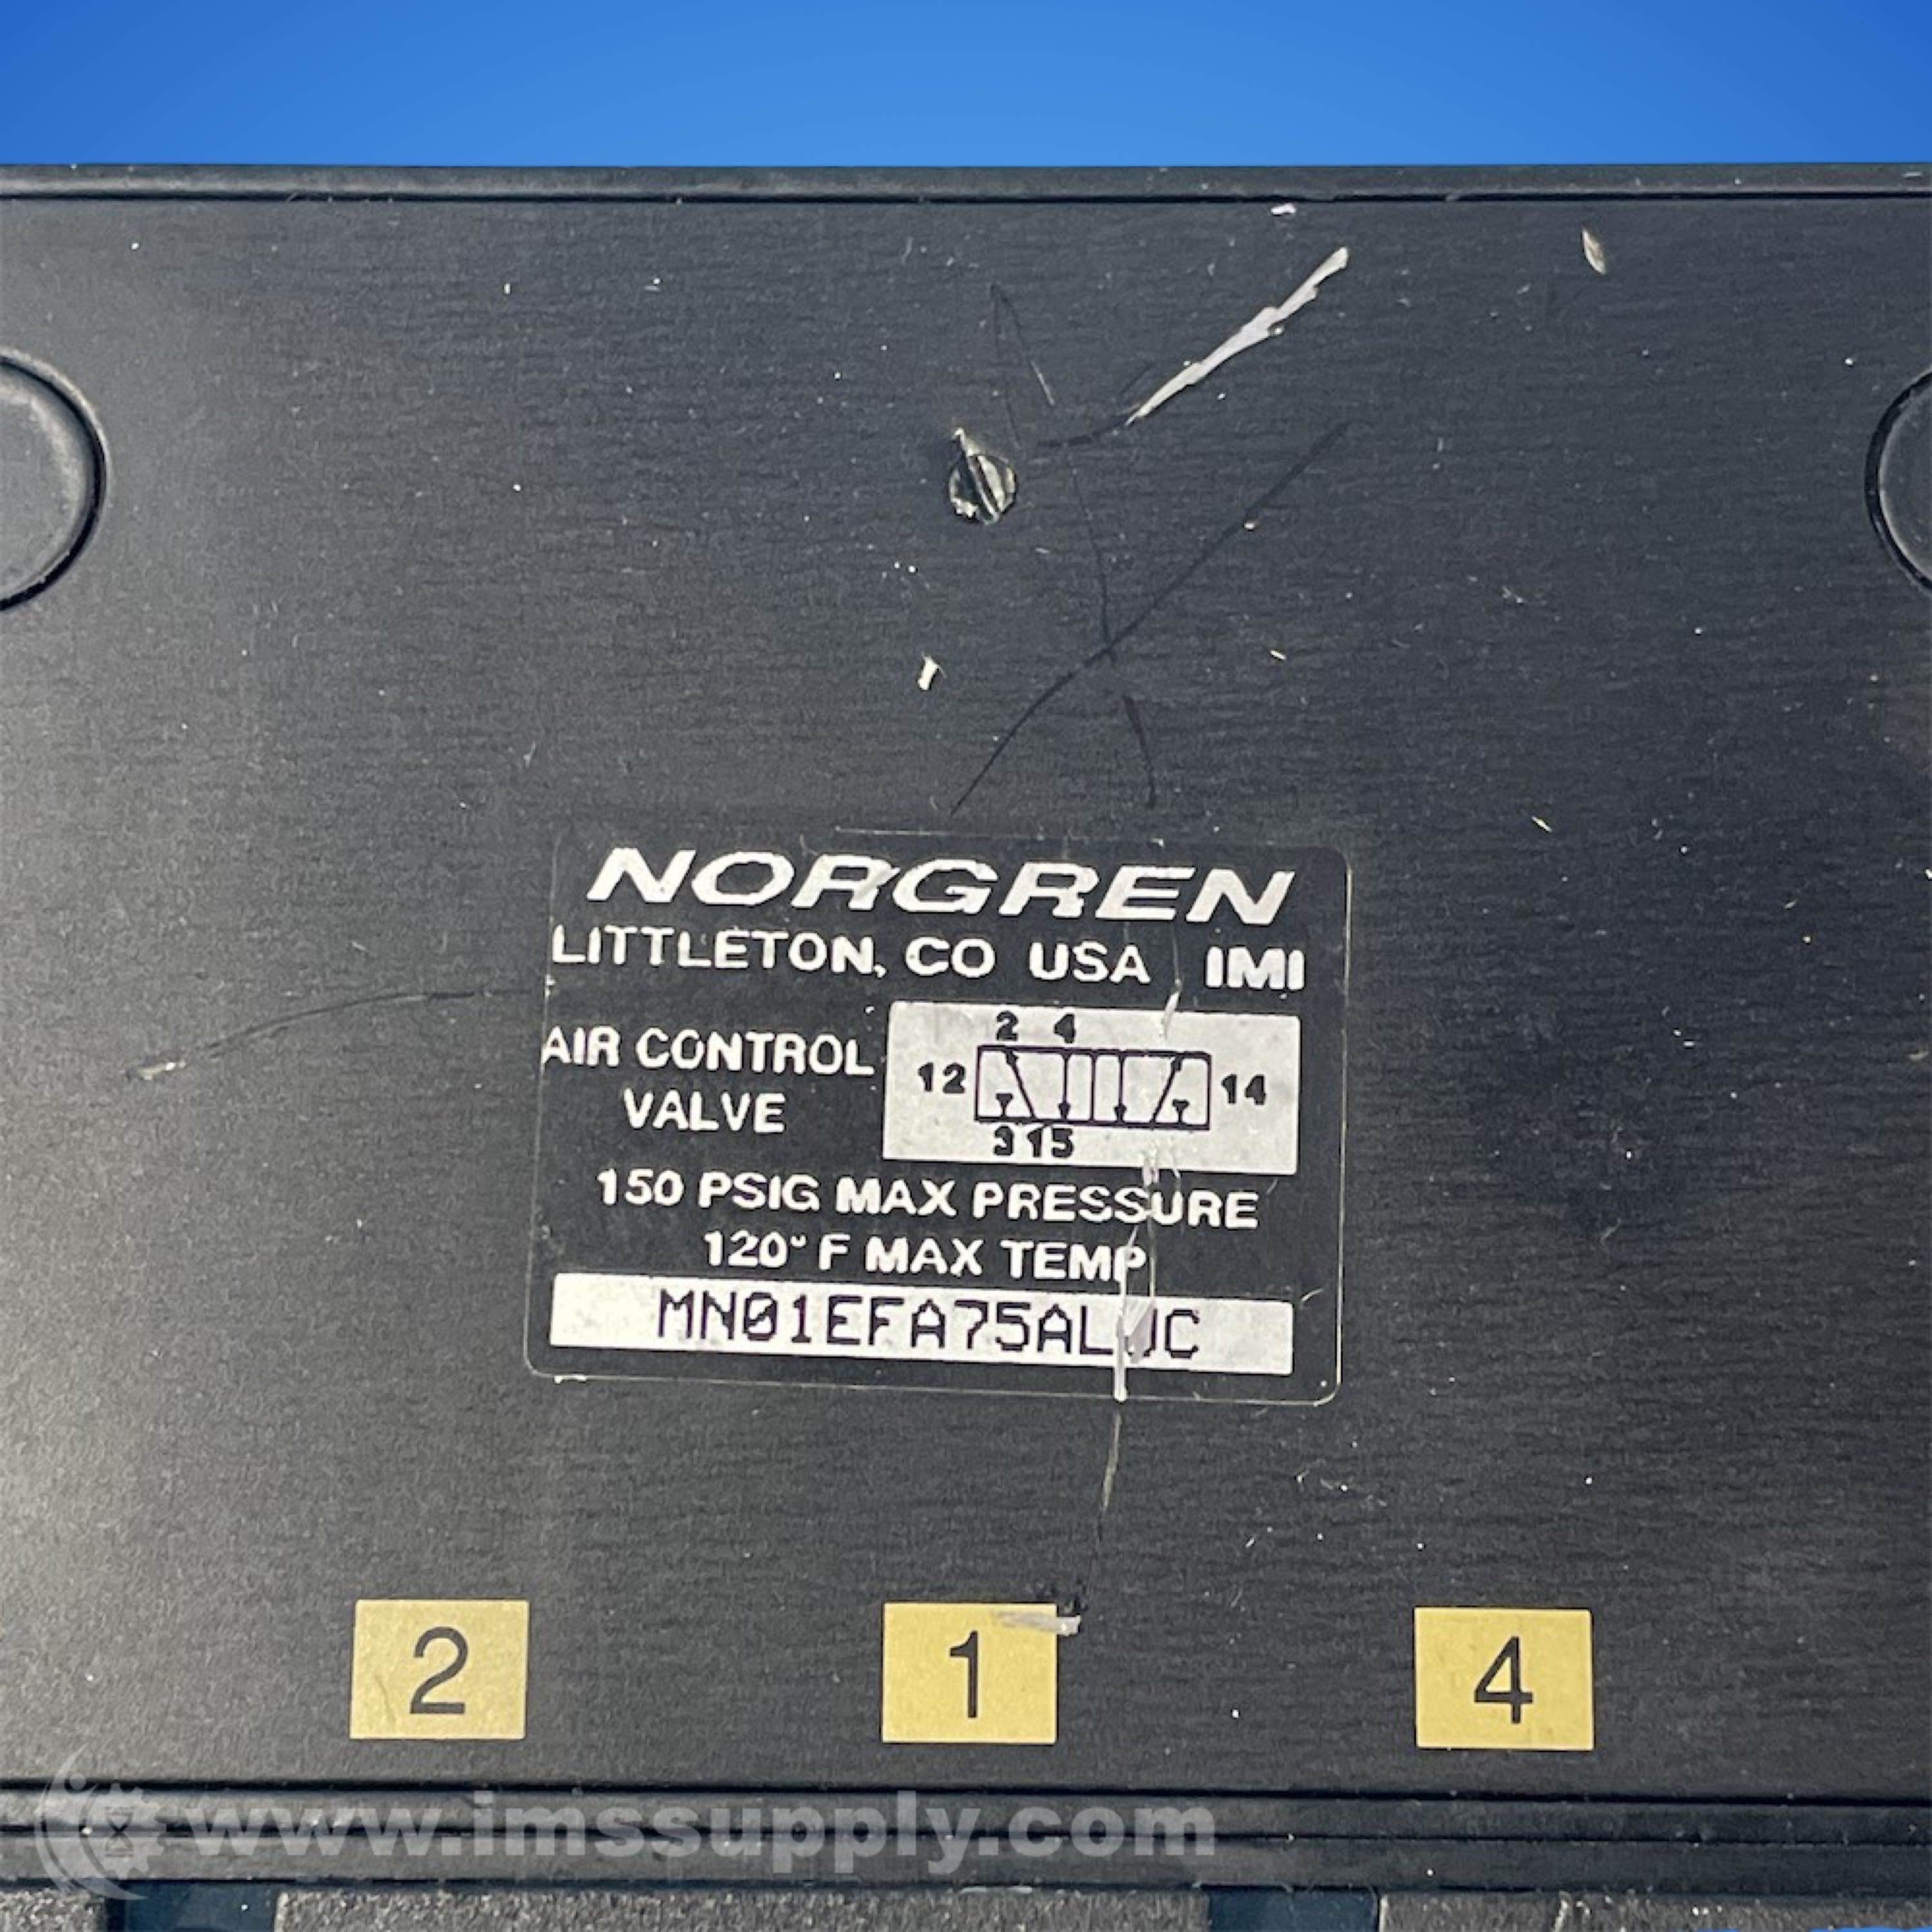 NORGREN
LITTLETON, CO USA IMI
AIR CONTROL
VALVE
2 4
12 14
3 1 5
150 PSIG MAX PRESSURE
120° F MAX TEMP
2 1 4
www.imssupply.com